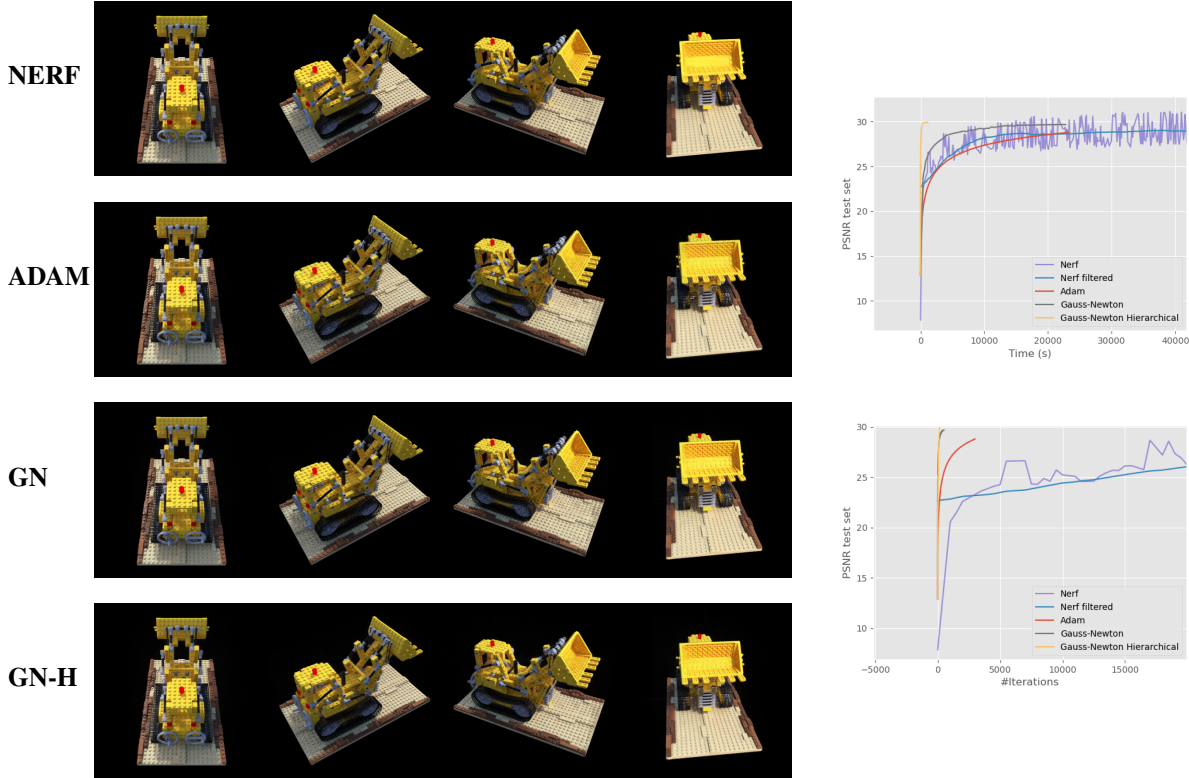 NERF
ADAM
GN
GN-H
30
25
20
15
10
PSNR test set
Nerf
Nerf filtered
Adam
Gauss-Newton
Gauss-Newton Hierarchical
0 10000 20000 30000 40000
Time (s)
30
25
20
15
10
PSNR test set
Nerf
Nerf filtered
Adam
Gauss-Newton
Gauss-Newton Hierarchical
−5000 0 5000 10000 15000
#Iterations